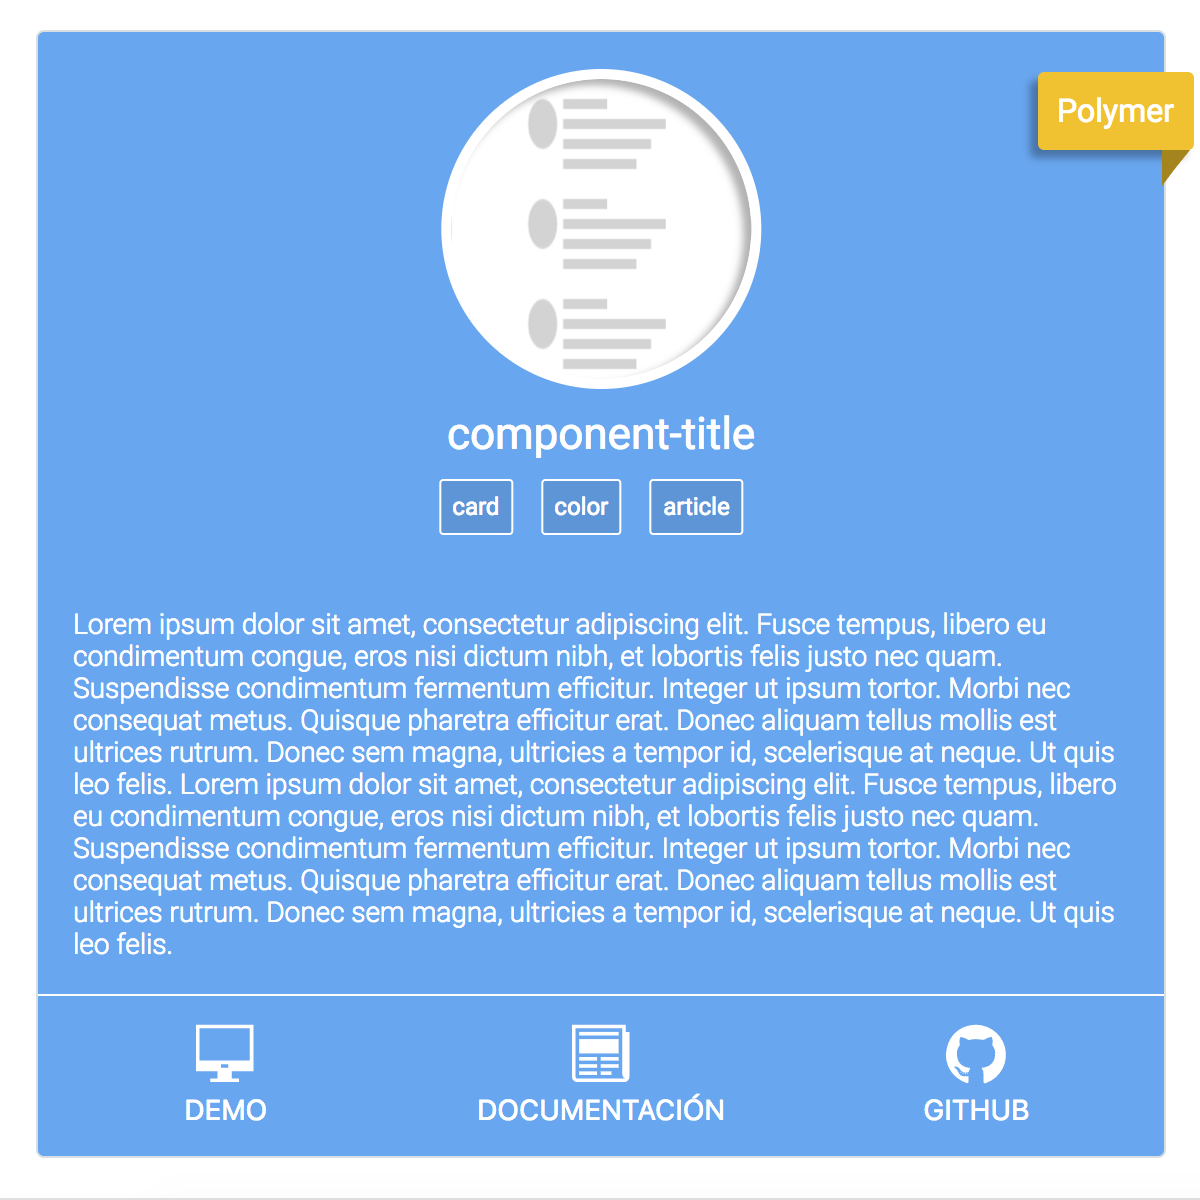 Polymer
component-title
card color article
Lorem ipsum dolor sit amet, consectetur adipiscing elit. Fusce tempus, libero eu
condimentum congue, eros nisi dictum nibh, et lobortis felis justo nec quam.
Suspendisse condimentum fermentum efficitur. Integer ut ipsum tortor. Morbi nec
consequat metus. Quisque pharetra efficitur erat. Donec aliquam tellus mollis est
ultrices rutrum. Donec sem magna, ultricies a tempor id, scelerisque at neque. Ut quis
leo felis. Lorem ipsum dolor sit amet, consectetur adipiscing elit. Fusce tempus, libero
eu condimentum congue, eros nisi dictum nibh, et lobortis felis justo nec quam.
Suspendisse condimentum fermentum efficitur. Integer ut ipsum tortor. Morbi nec
consequat metus. Quisque pharetra efficitur erat. Donec aliquam tellus mollis est
ultrices rutrum. Donec sem magna, ultricies a tempor id, scelerisque at neque. Ut quis
leo felis.
DEMO DOCUMENTACIÓN GITHUB